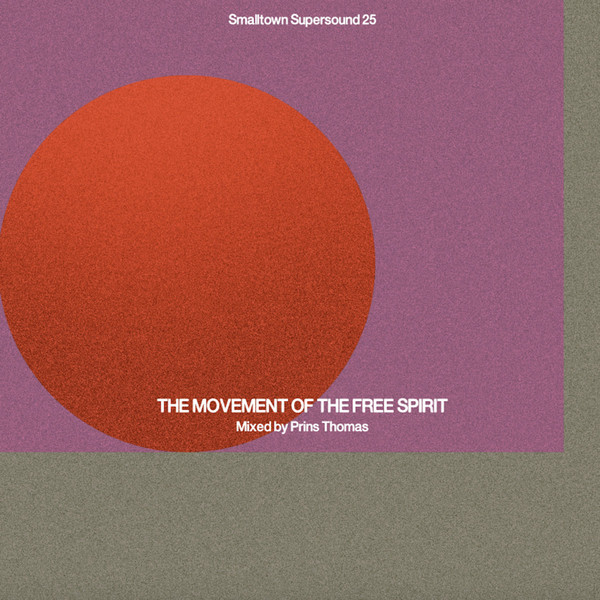 Smalltown Supersound 25
THE MOVEMENT OF THE FREE SPIRIT
Mixed by Prins Thomas